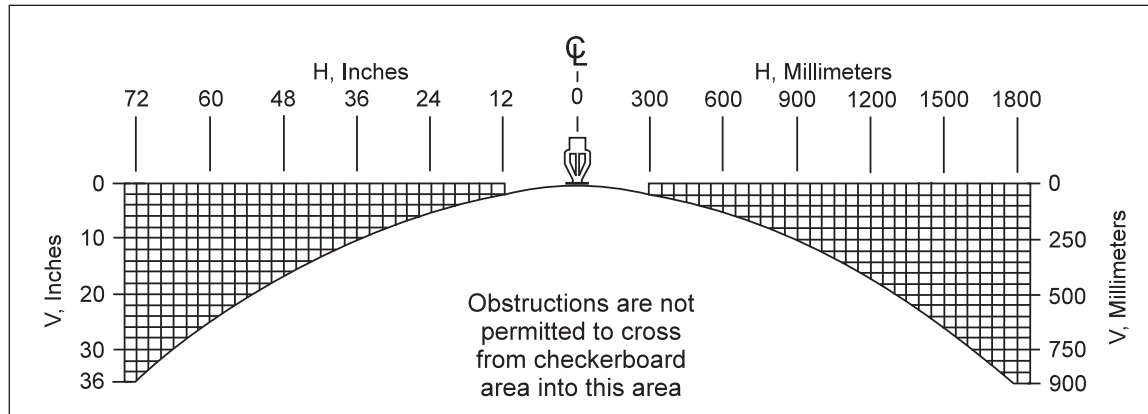 ℄
H, Inches
H, Millimeters
72 60 48 36 24 12 0 300 600 900 1200 1500 1800
0
10
20
30
36
V, Inches
0
250
500
750
900
V, Millimeters
Obstructions are not
permitted to cross
from checkerboard
area into this area